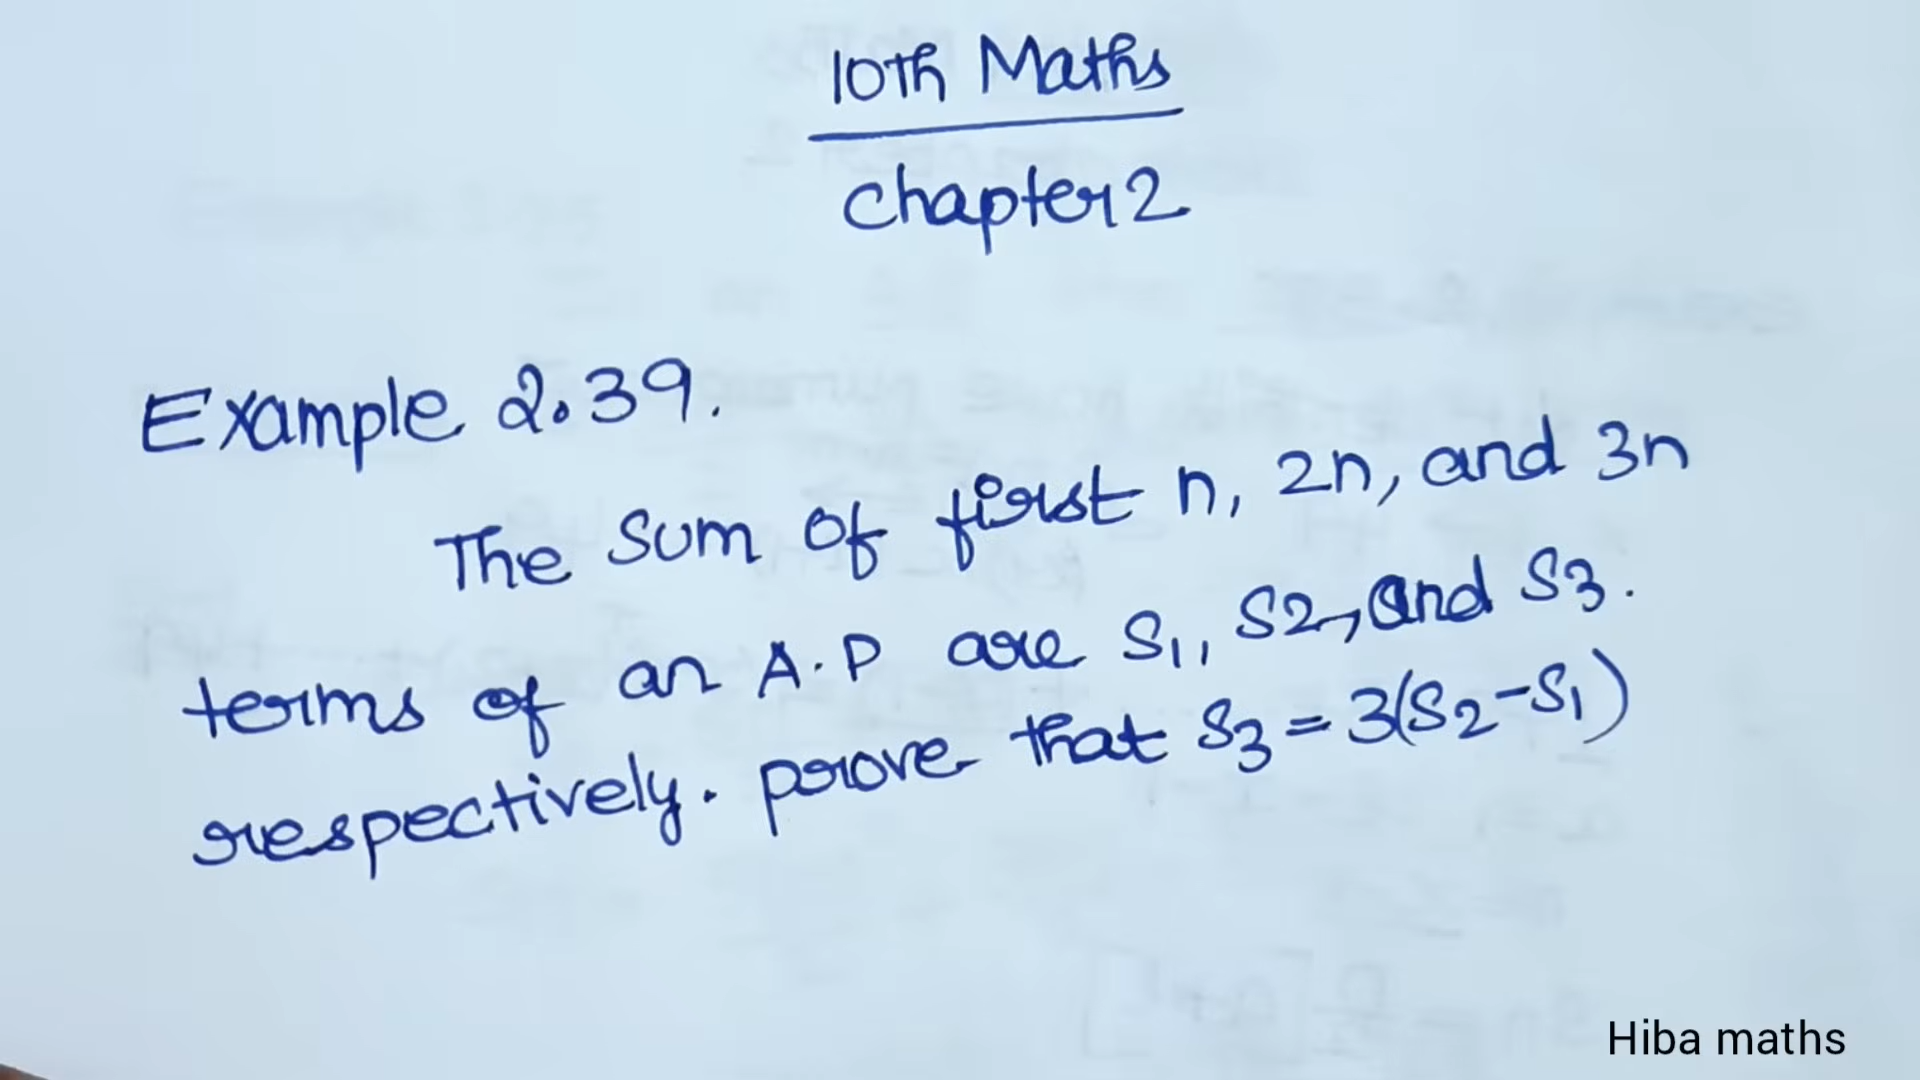 10th Maths
Chapter 2
Example 2.39.
The Sum of first n, 2n, and 3n
terms of an A.P are S1, S2, and S3.
respectively. prove that S3 = 3(S2-S1)
Hiba maths